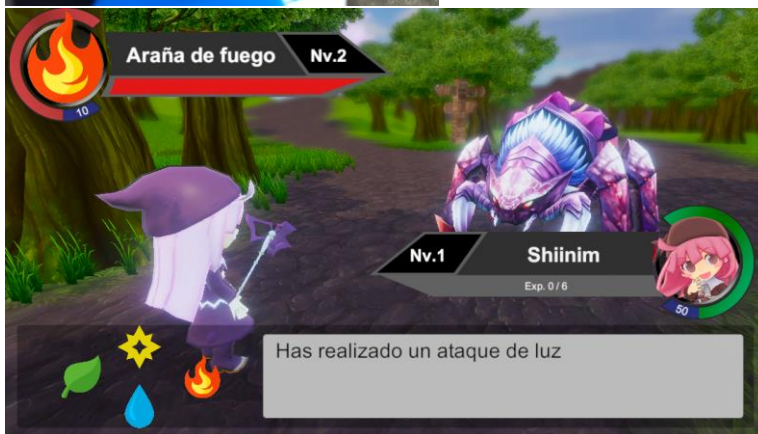 Araña de fuego
Nv.2
10
Nv.1
Shiinim
Exp. 0 / 6
50
Has realizado un ataque de luz